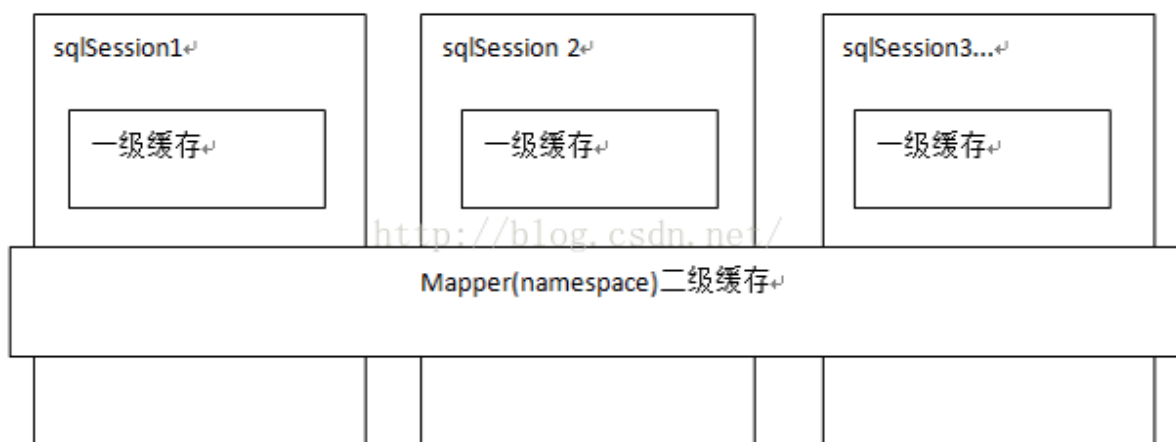 sqlSession1
sqlSession 2
sqlSession3...
一级缓存
一级缓存
一级缓存
http://blog.csdn.net/
Mapper(namespace)二级缓存